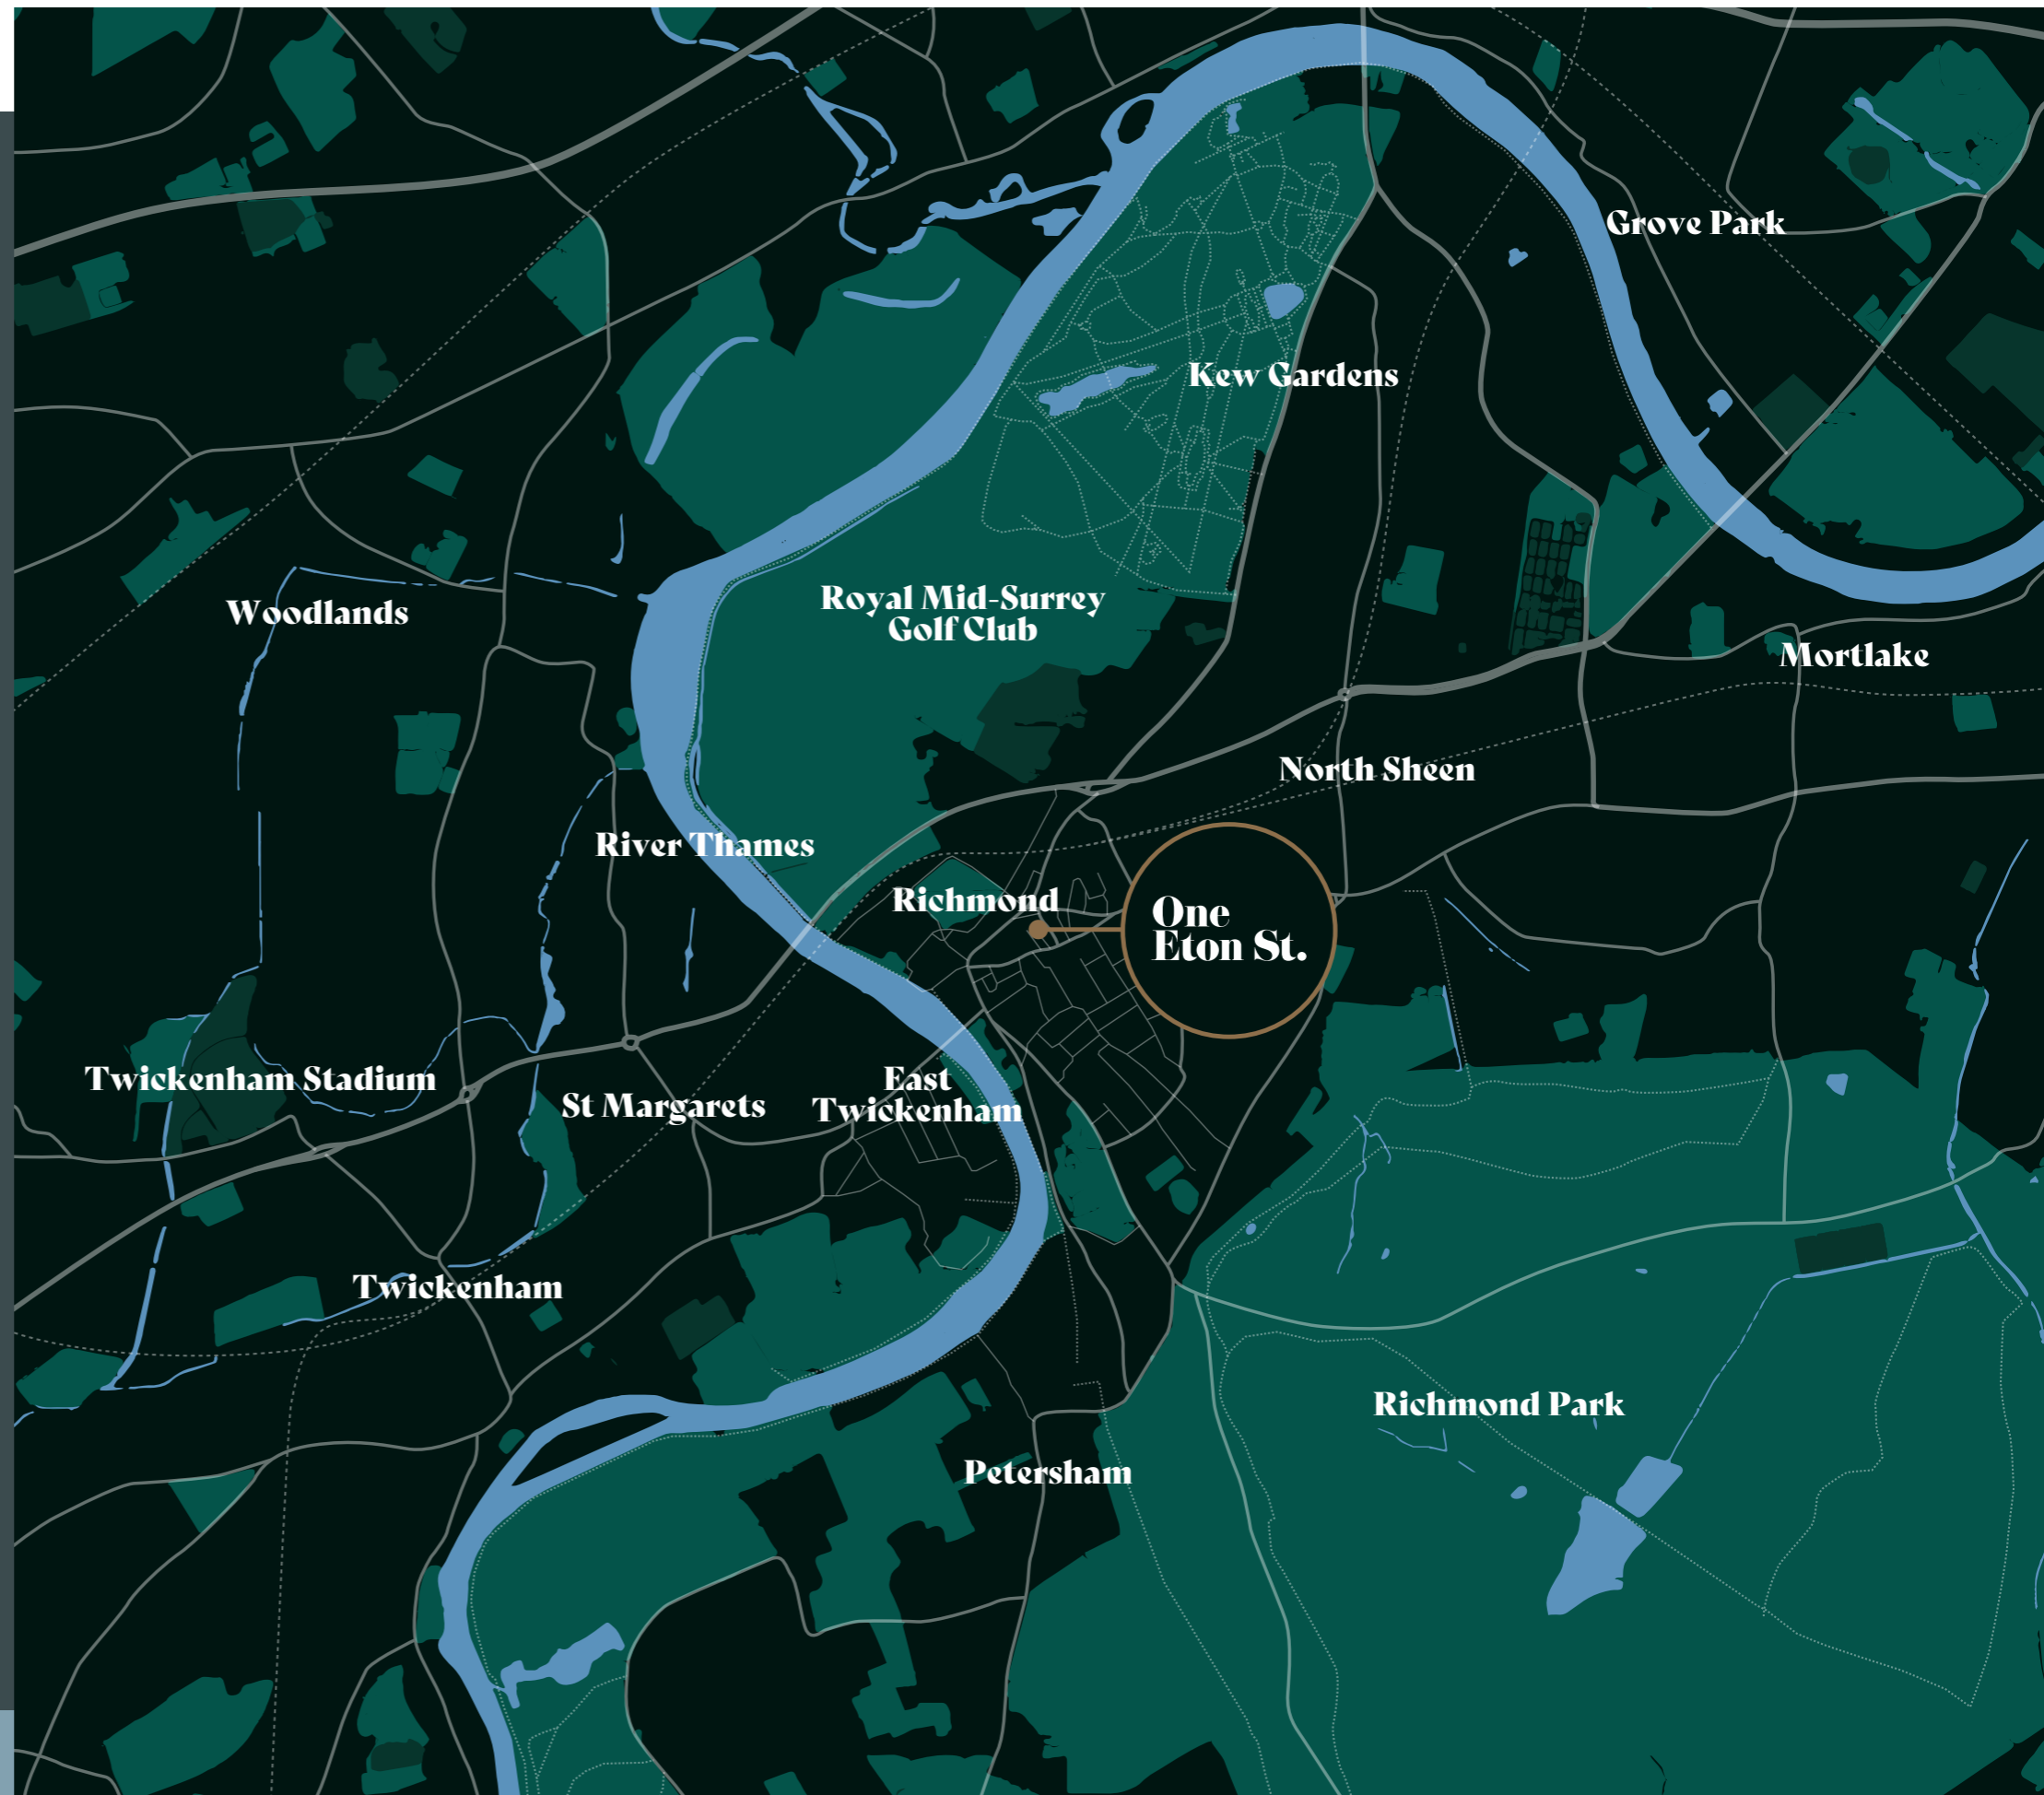 Grove Park
Kew Gardens
Royal Mid-Surrey
Golf Club
Woodlands
Mortlake
North Sheen
River Thames
Richmond
One
Eton St.
Twickenham Stadium
St Margarets
East
Twickenham
Twickenham
Richmond Park
Petersham